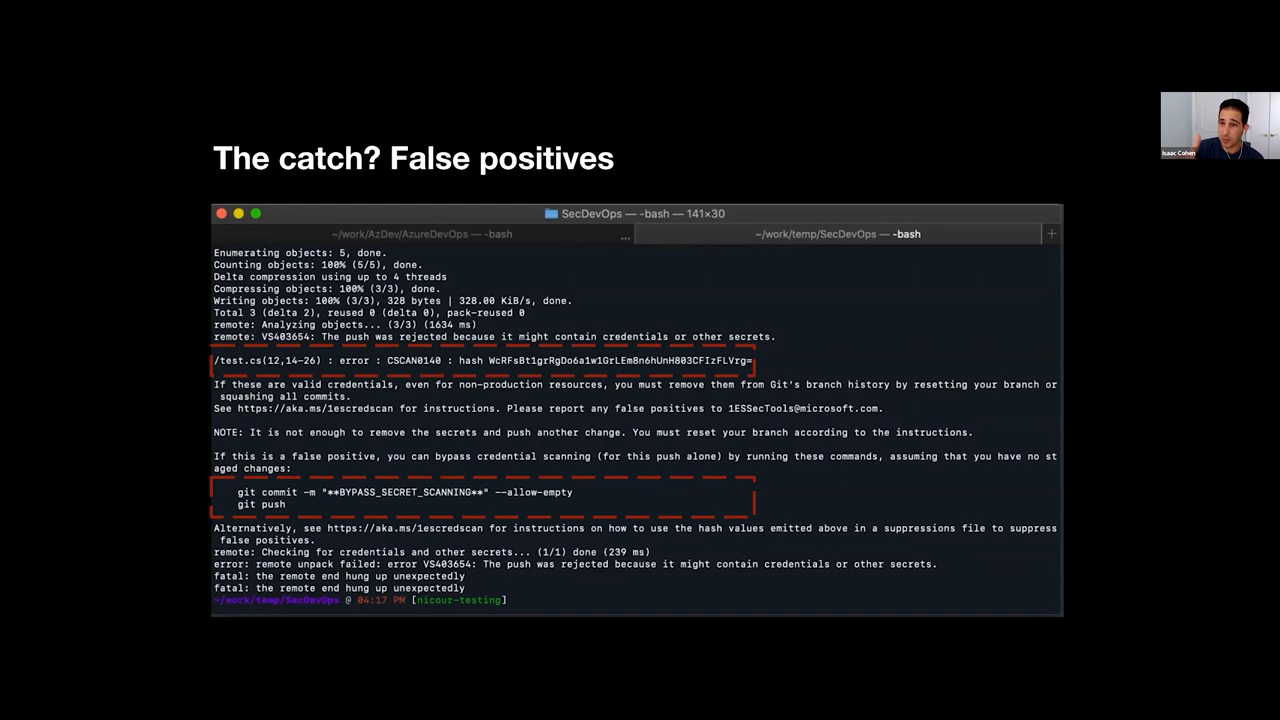 The catch? False positives
Isaac Cohen
SecDevOps — -bash — 141×30
~/work/AzDev/AzureDevOps — -bash
...
~/work/temp/SecDevOps — -bash
+
Enumerating objects: 5, done.
Counting objects: 100% (5/5), done.
Delta compression using up to 4 threads
Compressing objects: 100% (3/3), done.
Writing objects: 100% (3/3), 328 bytes | 328.00 KiB/s, done.
Total 3 (delta 2), reused 0 (delta 0), pack-reused 0
remote: Analyzing objects... (3/3) (1634 ms)
remote: VS403654: The push was rejected because it might contain credentials or other secrets.
/test.cs(12,14-26) : error : CSCAN0140 : hash WcRFsBt1grRgDo6a1w1GrLEm8n6hUnH803CFIzFLVrg=
If these are valid credentials, even for non-production resources, you must remove them from Git's branch history by resetting your branch or
squashing all commits.
See https://aka.ms/1escredscan for instructions. Please report any false positives to 1ESSecTools@microsoft.com.
NOTE: It is not enough to remove the secrets and push another change. You must reset your branch according to the instructions.
If this is a false positive, you can bypass credential scanning (for this push alone) by running these commands, assuming that you have no st
aged changes:
git commit -m "**BYPASS_SECRET_SCANNING**" --allow-empty
git push
Alternatively, see https://aka.ms/1escredscan for instructions on how to use the hash values emitted above in a suppressions file to suppress
false positives.
remote: Checking for credentials and other secrets... (1/1) done (239 ms)
error: remote unpack failed: error VS403654: The push was rejected because it might contain credentials or other secrets.
fatal: the remote end hung up unexpectedly
fatal: the remote end hung up unexpectedly
~/work/temp/SecDevOps @ 04:17 PM [nicour-testing]